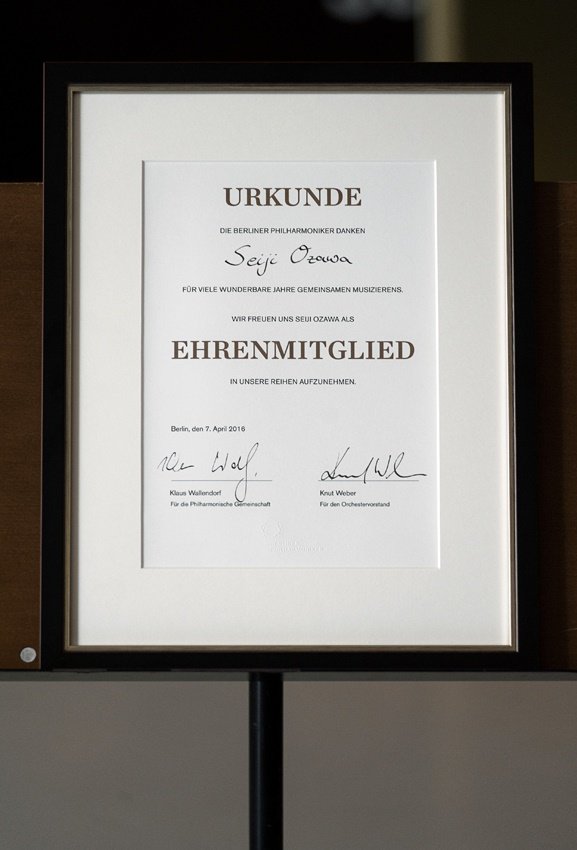 URKUNDE
DIE BERLINER PHILHARMONIKER DANKEN
Seiji Ozawa
FÜR VIELE WUNDERBARE JAHRE GEMEINSAMEN MUSIZIERENS.
WIR FREUEN UNS SEIJI OZAWA ALS
EHRENMITGLIED
IN UNSERE REIHEN AUFZUNEHMEN.
Berlin, den 7. April 2016
Klaus Wallendorf
Für die Philharmonische Gemeinschaft
Knut Weber
Für den Orchestervorstand